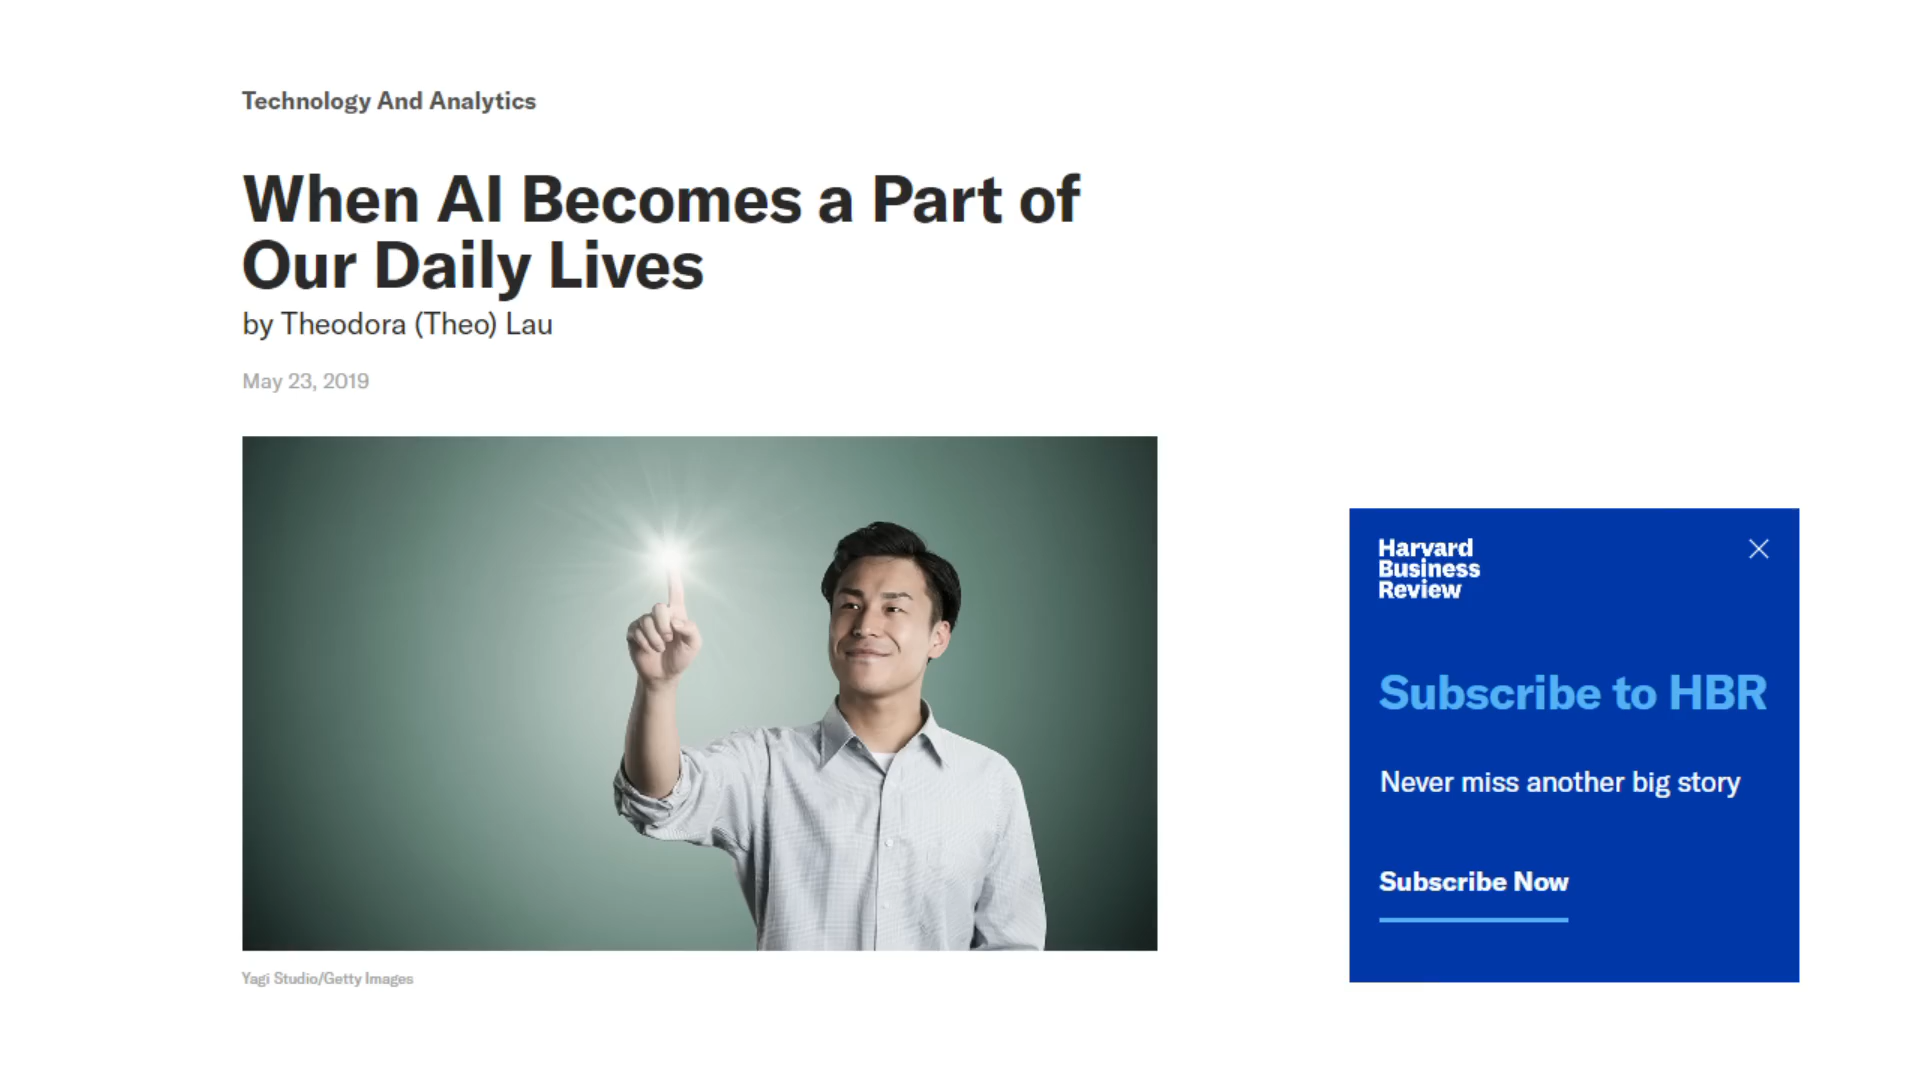 Technology And Analytics
When AI Becomes a Part of
Our Daily Lives
by Theodora (Theo) Lau
May 23, 2019
Yagi Studio/Getty Images
Harvard
Business
Review
Subscribe to HBR
Never miss another big story
Subscribe Now